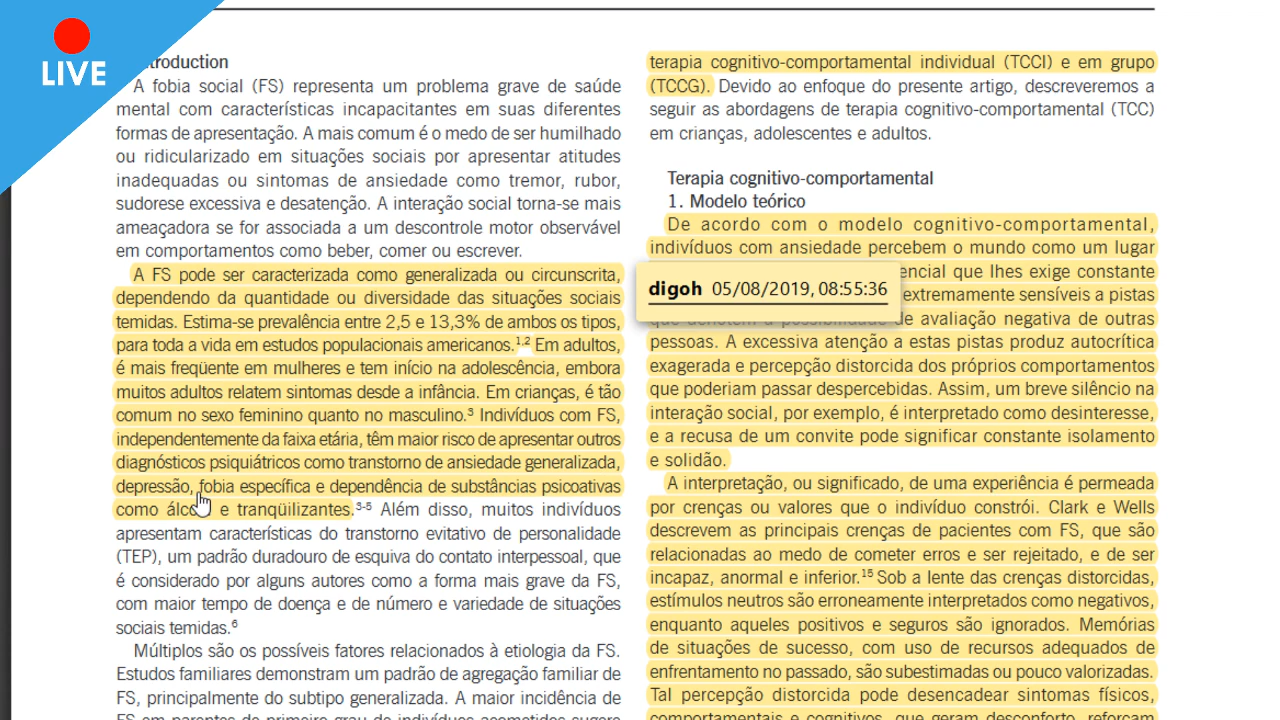 LIVE
troduction
A fobia social (FS) representa um problema grave de saúde
mental com características incapacitantes em suas diferentes
formas de apresentação. A mais comum é o medo de ser humilhado
ou ridicularizado em situações sociais por apresentar atitudes
inadequadas ou sintomas de ansiedade como tremor, rubor,
sudorese excessiva e desatenção. A interação social torna-se mais
ameaçadora se for associada a um descontrole motor observável
em comportamentos como beber, comer ou escrever.
A FS pode ser caracterizada como generalizada ou circunscrita,
dependendo da quantidade ou diversidade das situações sociais
temidas. Estima-se prevalência entre 2,5 e 13,3% de ambos os tipos,
para toda a vida em estudos populacionais americanos.1,2 Em adultos,
é mais freqüente em mulheres e tem início na adolescência, embora
muitos adultos relatem sintomas desde a infância. Em crianças, é tão
comum no sexo feminino quanto no masculino.3 Indivíduos com FS,
independentemente da faixa etária, têm maior risco de apresentar outros
diagnósticos psiquiátricos como transtorno de ansiedade generalizada,
depressão, fobia específica e dependência de substâncias psicoativas
como álco e tranqüilizantes.3-5 Além disso, muitos indivíduos
apresentam características do transtorno evitativo de personalidade
(TEP), um padrão duradouro de esquiva do contato interpessoal, que
é considerado por alguns autores como a forma mais grave da FS,
com maior tempo de doença e de número e variedade de situações
sociais temidas.6
Múltiplos são os possíveis fatores relacionados à etiologia da FS.
Estudos familiares demonstram um padrão de agregação familiar de
FS, principalmente do subtipo generalizada. A maior incidência de
FS em parentes de primeiro grau de indivíduos acometidos sugere
terapia cognitivo-comportamental individual (TCCI) e em grupo
(TCCG). Devido ao enfoque do presente artigo, descreveremos a
seguir as abordagens de terapia cognitivo-comportamental (TCC)
em crianças, adolescentes e adultos.
Terapia cognitivo-comportamental
1. Modelo teórico
De acordo com o modelo cognitivo-comportamental,
indivíduos com ansiedade percebem o mundo como um lugar
encial que lhes exige constante
digoh 05/08/2019, 08:55:36
extremamente sensíveis a pistas
que denotem a possibilidade de avaliação negativa de outras
pessoas. A excessiva atenção a estas pistas produz autocrítica
exagerada e percepção distorcida dos próprios comportamentos
que poderiam passar despercebidas. Assim, um breve silêncio na
interação social, por exemplo, é interpretado como desinteresse,
e a recusa de um convite pode significar constante isolamento
e solidão.
A interpretação, ou significado, de uma experiência é permeada
por crenças ou valores que o indivíduo constrói. Clark e Wells
descrevem as principais crenças de pacientes com FS, que são
relacionadas ao medo de cometer erros e ser rejeitado, e de ser
incapaz, anormal e inferior.15 Sob a lente das crenças distorcidas,
estímulos neutros são erroneamente interpretados como negativos,
enquanto aqueles positivos e seguros são ignorados. Memórias
de situações de sucesso, com uso de recursos adequados de
enfrentamento no passado, são subestimadas ou pouco valorizadas.
Tal percepção distorcida pode desencadear sintomas físicos,
comportamentais e cognitivos, que geram desconforto, reforçam